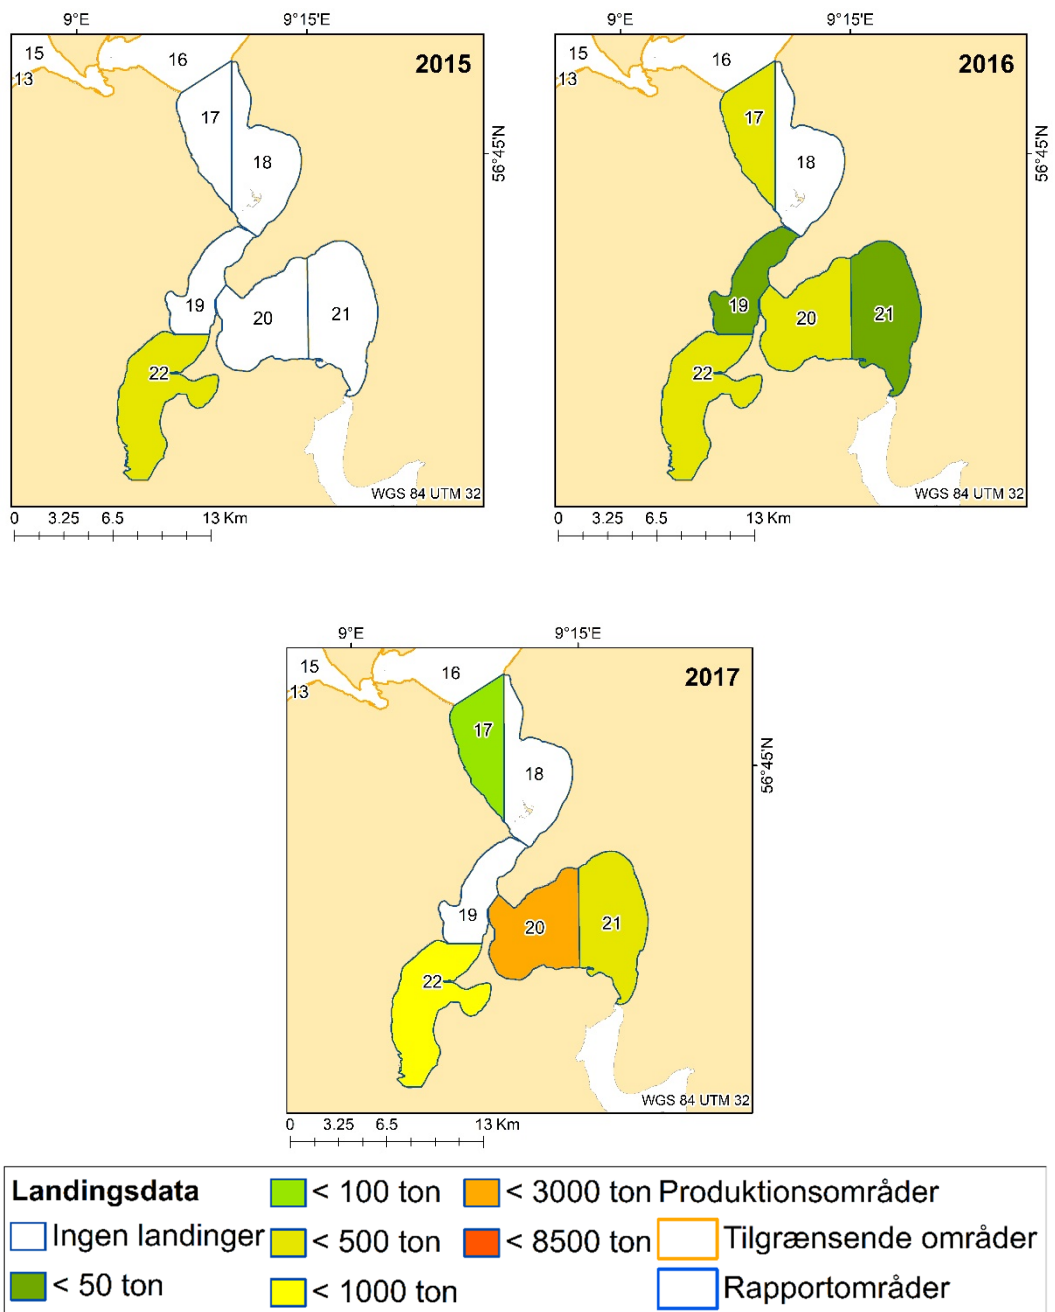 9°E 9°15'E
15 16 2015
13
17
18
56°45'N
19 20 21
22
WGS 84 UTM 32
0 3.25 6.5 13 Km
9°E 9°15'E
15 16 2016
13
17
18
56°45'N
19 20 21
22
WGS 84 UTM 32
0 3.25 6.5 13 Km
9°E 9°15'E
15 16 2017
13
17
18
56°45'N
19 20 21
22
WGS 84 UTM 32
0 3.25 6.5 13 Km
Landingsdata
Ingen landinger
< 50 ton
< 100 ton
< 500 ton
< 1000 ton
< 3000 ton
< 8500 ton
Produktionsområder
Tilgrænsende områder
Rapportområder